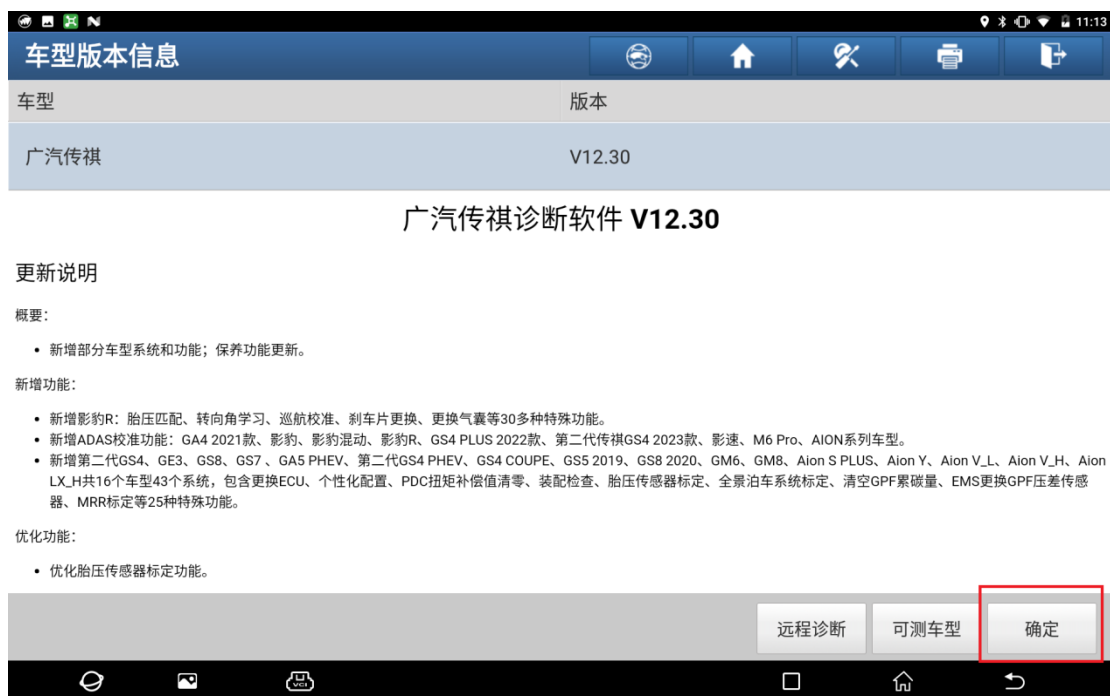 11:13
车型版本信息
车型 版本
广汽传祺 V12.30
广汽传祺诊断软件 V12.30
更新说明
概要：
• 新增部分车型系统和功能；保养功能更新。
新增功能：
• 新增影豹R：胎压匹配、转向角学习、巡航校准、刹车片更换、更换气囊等30多种特殊功能。
• 新增ADAS校准功能：GA4 2021款、影豹、影豹混动、影豹R、GS4 PLUS 2022款、第二代传祺GS4 2023款、影速、M6 Pro、AION系列车型。
• 新增第二代GS4、GE3、GS8、GS7 、GA5 PHEV、第二代GS4 PHEV、GS4 COUPE、GS5 2019、GS8 2020、GM6、GM8、Aion S PLUS、Aion Y、Aion V_L、Aion V_H、Aion
LX_H共16个车型43个系统，包含更换ECU、个性化配置、PDC扭矩补偿值清零、装配检查、胎压传感器标定、全景泊车系统标定、清空GPF累碳量、EMS更换GPF压差传感
器、MRR标定等25种特殊功能。
优化功能：
• 优化胎压传感器标定功能。
远程诊断 可测车型 确定
VCI